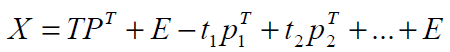 X = TP^T + E − t_1 p_1^T + t_2 p_2^T + ... + E